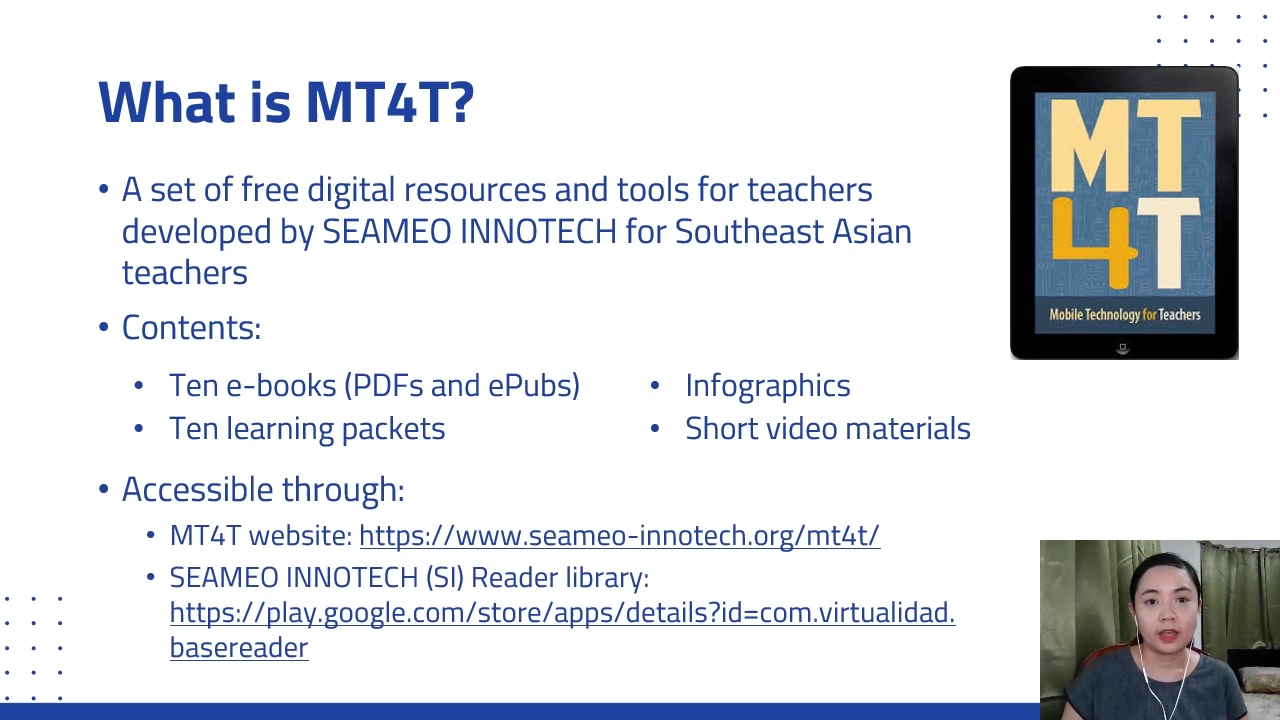 What is MT4T?
• A set of free digital resources and tools for teachers
developed by SEAMEO INNOTECH for Southeast Asian
teachers
• Contents:
• Ten e-books (PDFs and ePubs)
• Ten learning packets
• Infographics
• Short video materials
• Accessible through:
• MT4T website: https://www.seameo-innotech.org/mt4t/
• SEAMEO INNOTECH (SI) Reader library:
https://play.google.com/store/apps/details?id=com.virtualidad.
basereader
MT
4T
Mobile Technology for Teachers